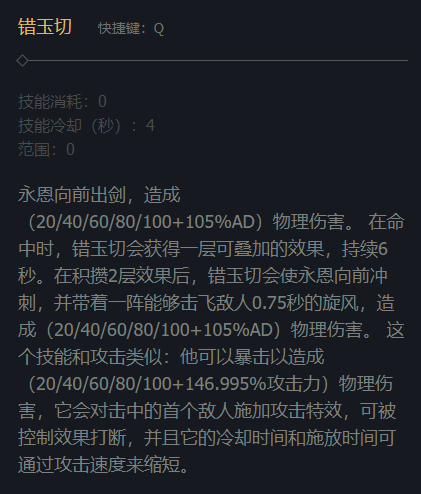 错玉切 快捷键：Q
技能消耗：0
技能冷却（秒）：4
范围：0
永恩向前出剑，造成
（20/40/60/80/100+105%AD）物理伤害。 在命
中时，错玉切会获得一层可叠加的效果，持续6
秒。在积攒2层效果后，错玉切会使永恩向前冲
刺，并带着一阵能够击飞敌人0.75秒的旋风，造
成（20/40/60/80/100+105%AD）物理伤害。 这
个技能和攻击类似：他可以暴击以造成
（20/40/60/80/100+146.995%攻击力）物理伤
害，它会对击中的首个敌人施加攻击特效，可被
控制效果打断，并且它的冷却时间和施放时间可
通过攻击速度来缩短。